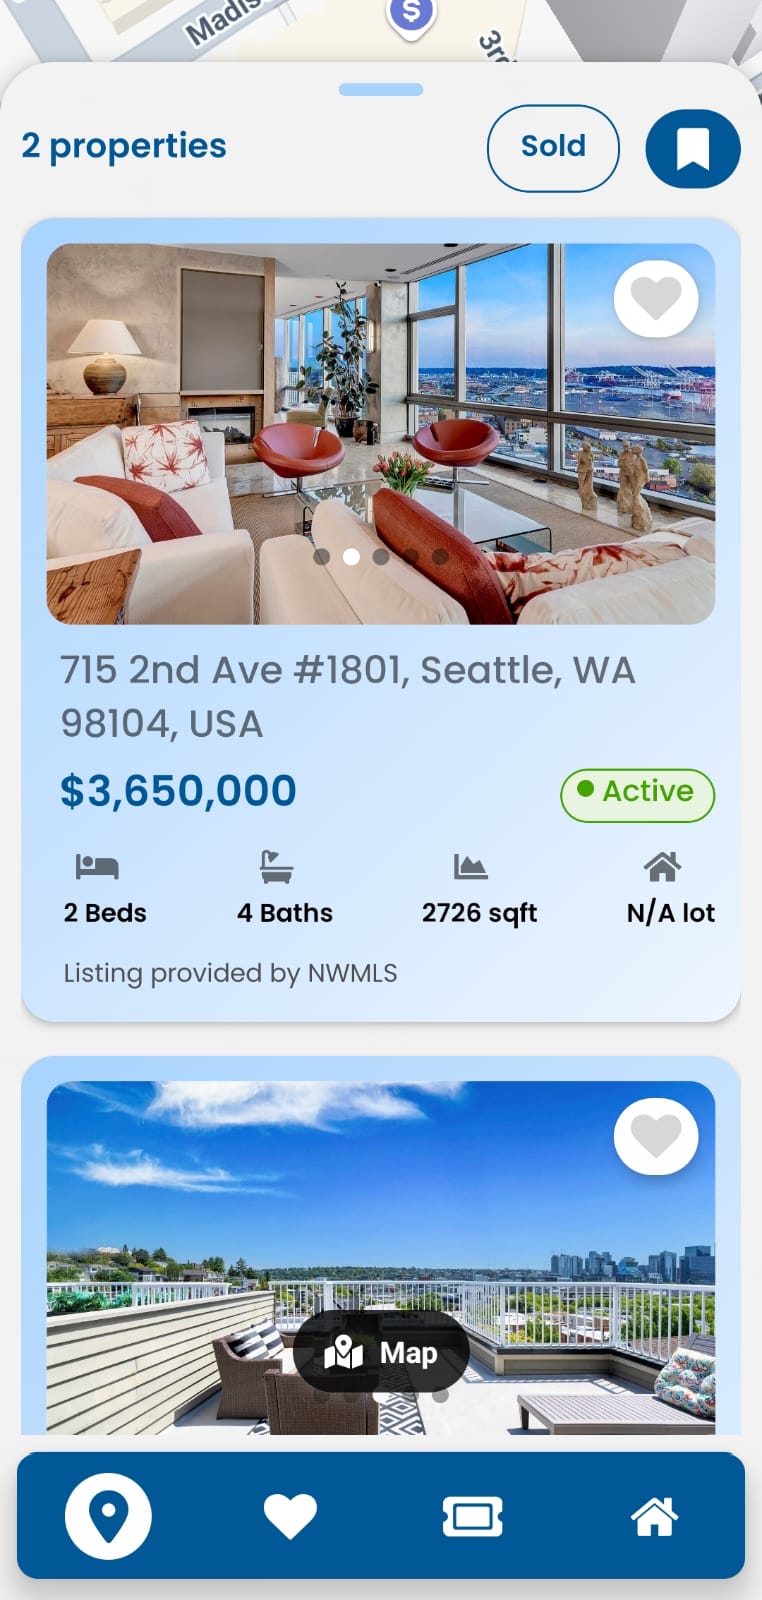 Madis
3rd
$
2 properties
Sold
715 2nd Ave #1801, Seattle, WA
98104, USA
$3,650,000
Active
2 Beds
4 Baths
2726 sqft
N/A lot
Listing provided by NWMLS
Map